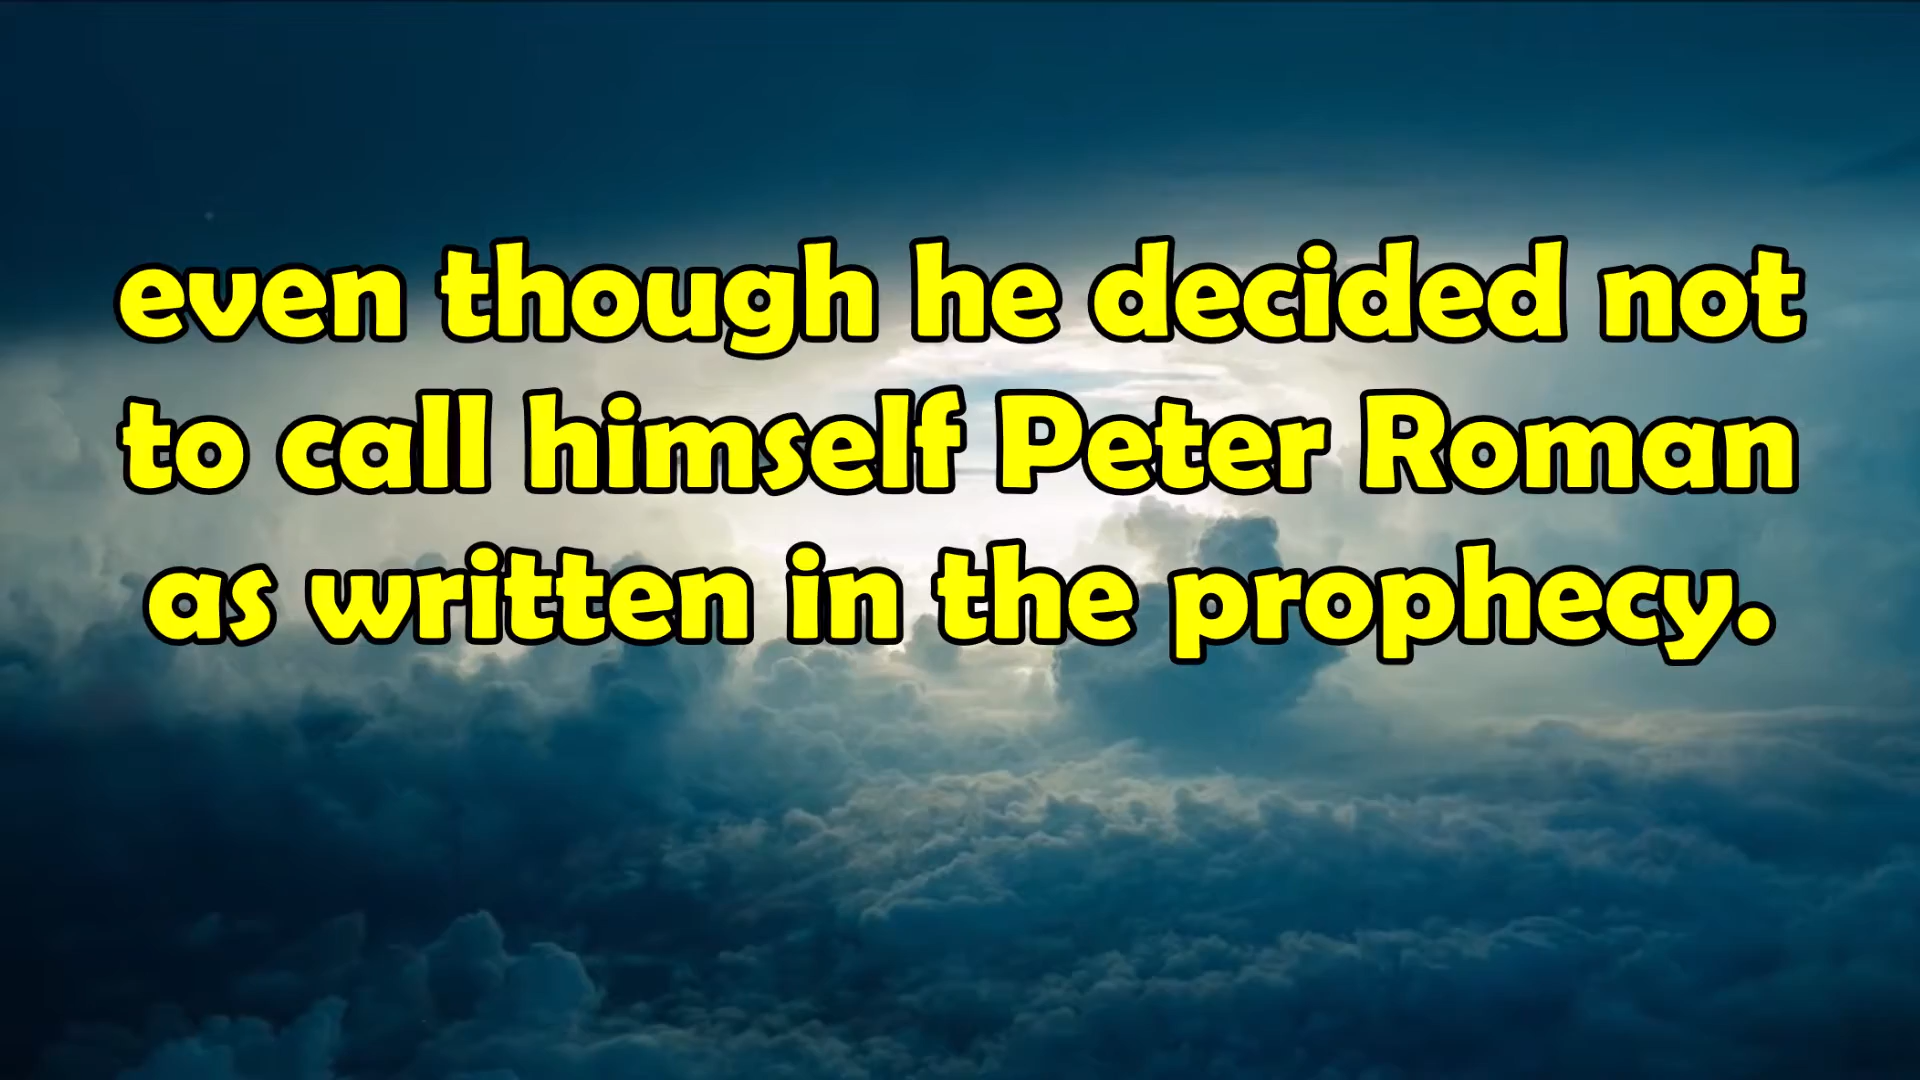 even though he decided not
to call himself Peter Roman
as written in the prophecy.